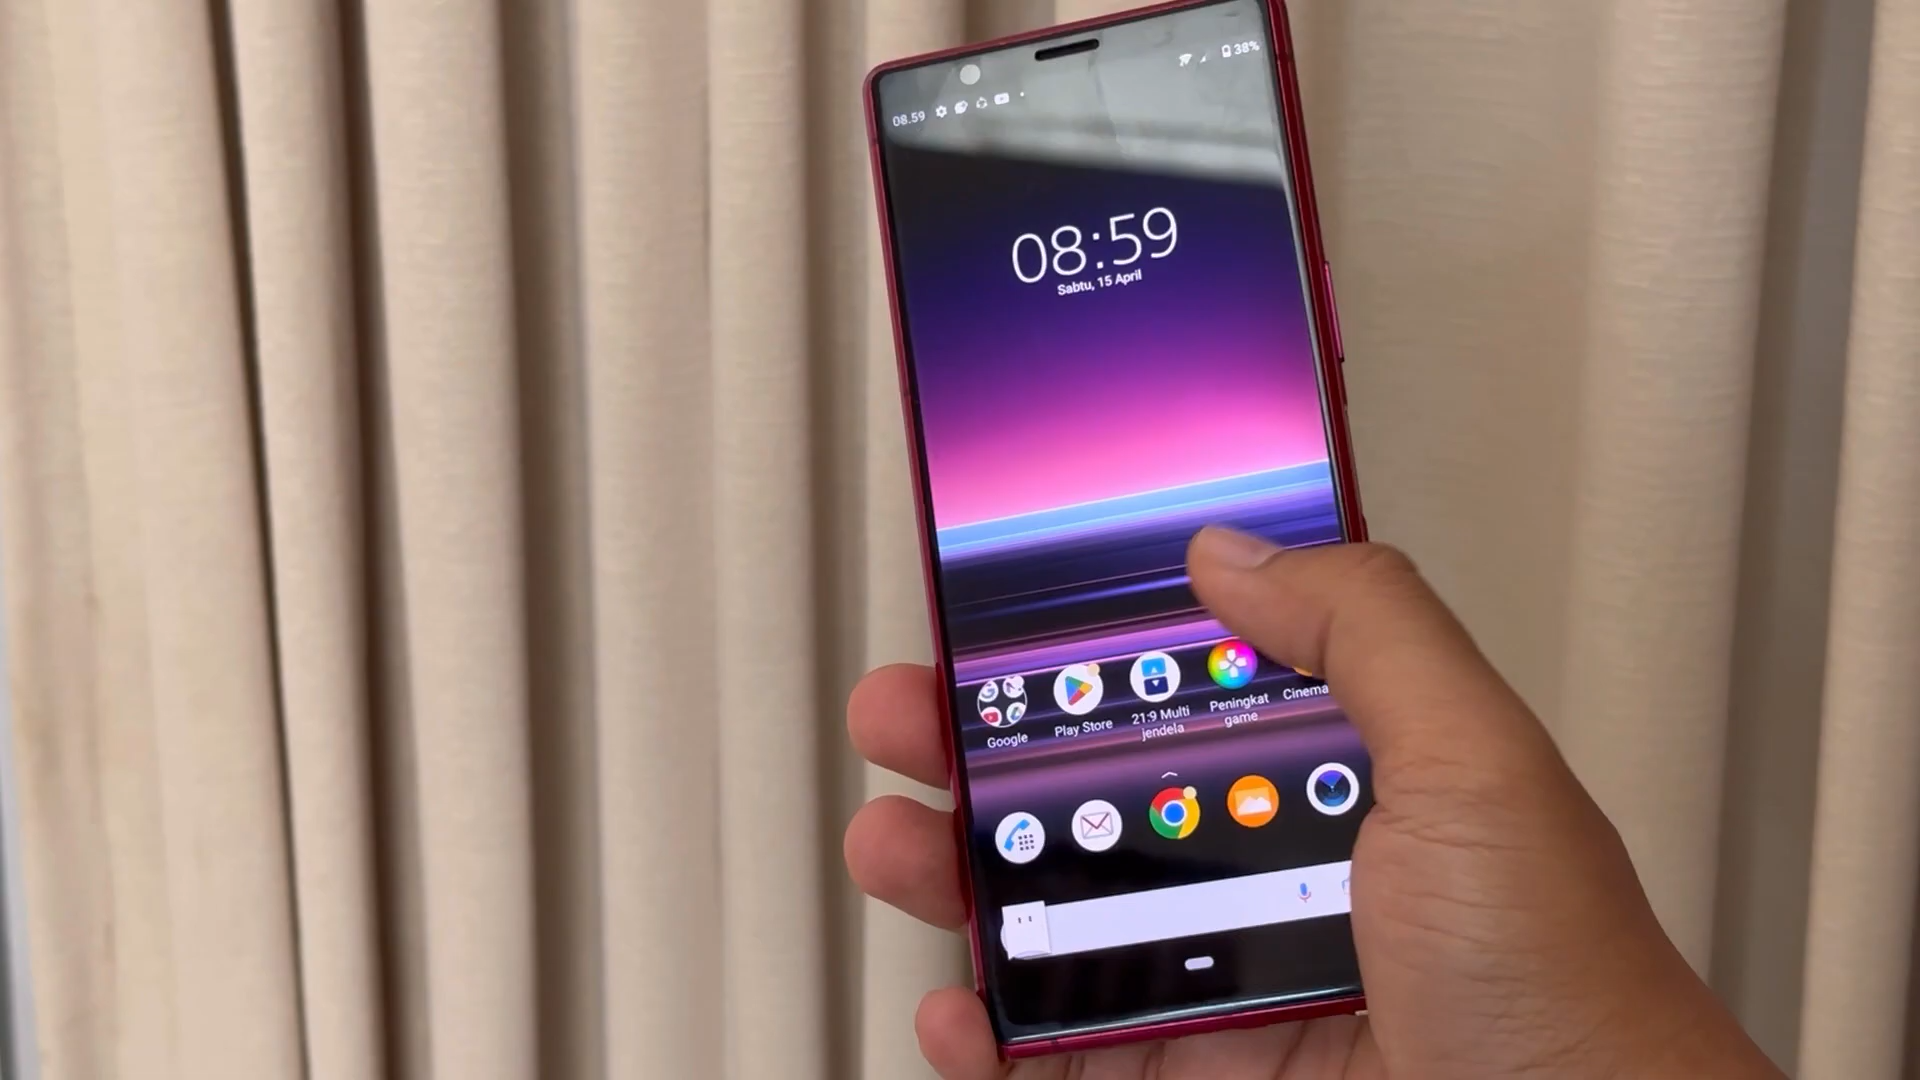 38%
08.59
08:59
Sabtu, 15 April
Google
Play Store
21:9 Multi
jendela
Peningkat
game
Cinema